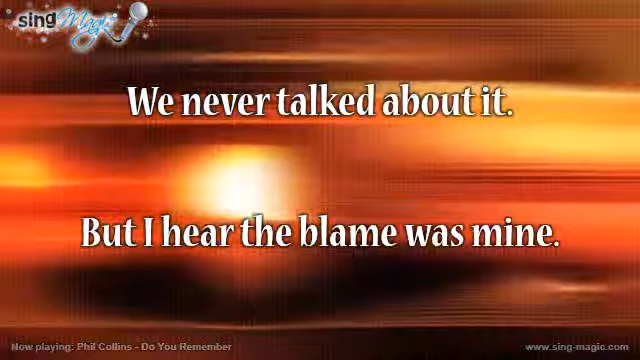 sing Magic
We never talked about it.
But I hear the blame was mine.
Now playing: Phil Collins - Do You Remember
www.sing-magic.com